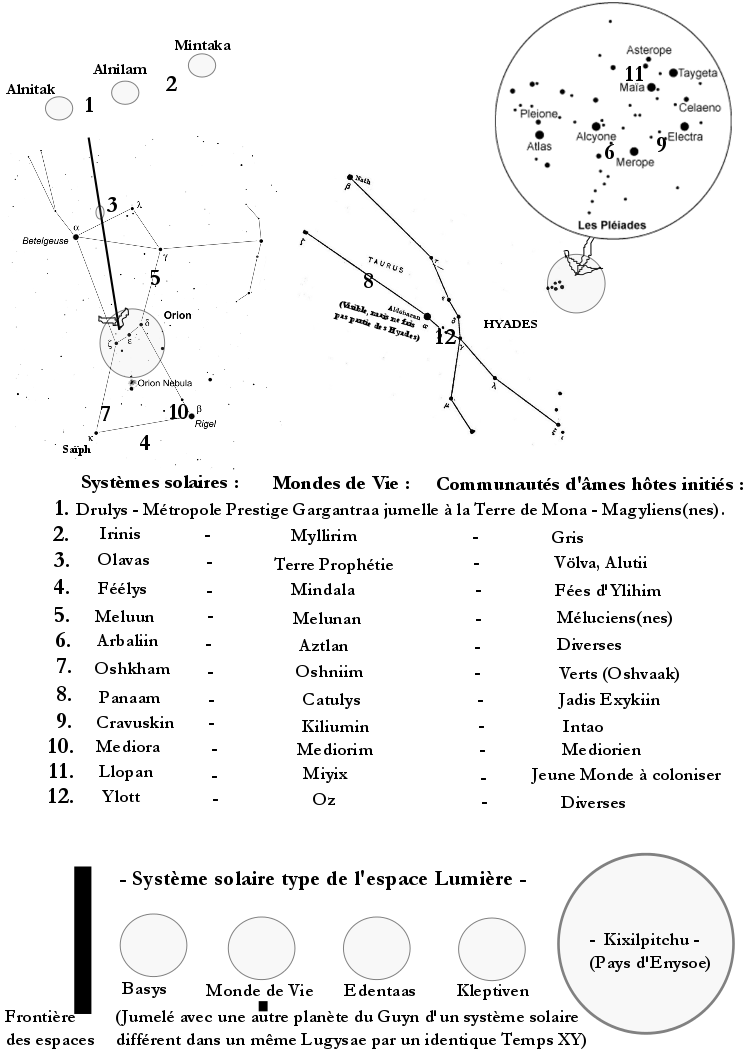 Mintaka
Alnilam
2
Alnitak
1
Asterope
11
Taygeta
Maïa
Celaeno
Pleione
Electra
Alcyone
9
Atlas
6
Merope
Les Pléiades
β Nath
3
λ
α
Betelgeuse
γ
ζ
τ
TAURUS
5
8
ε
Aldébaran
α
δ
(Visible, mais ne fais
pas partie des Hyades)
HYADES
12
γ
Orion
δ
ζ
ε
Orion Nebula
λ
μ
7
10
β
Rigel
κ
4
Saïph
ξ
Systèmes solaires : Mondes de Vie : Communautés d'âmes hôtes initiés :
1. Drulys - Métropole Prestige Gargantraa jumelle à la Terre de Mona - Magyliens(nes).
2. Irinis - Myllirim - Gris
3. Olavas - Terre Prophétie - Völva, Alutii
4. Féélys - Mindala - Fées d'Ylihim
5. Meluun - Melunan - Méluciens(nes)
6. Arbaliin - Aztlan - Diverses
7. Oshkham - Oshniim - Verts (Oshvaak)
8. Panaam - Catulys - Jadis Exykiin
9. Cravuskin - Kiliumin - Intao
10. Mediora - Mediorim - Mediorien
11. Llopan - Miyix - Jeune Monde à coloniser
12. Ylott - Oz - Diverses
- Système solaire type de l'espace Lumière -
- Kixilpitchu -
(Pays d'Enysoe)
Basys Monde de Vie Edentaas Kleptiven
Frontière (Jumelé avec une autre planète du Guyn d'un système solaire
des espaces différent dans un même Lugysae par un identique Temps XY)